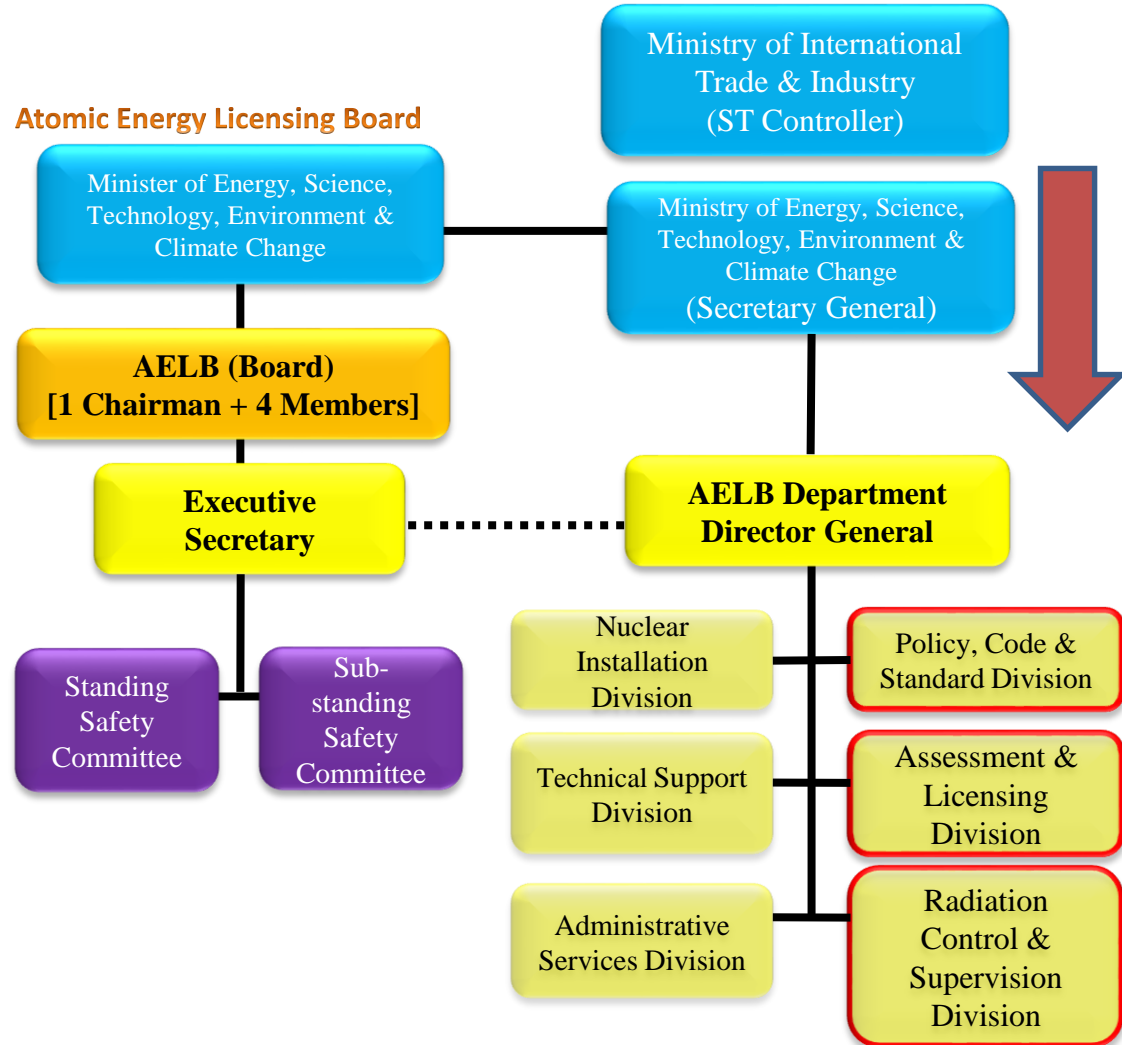 Ministry of International
Trade & Industry
(ST Controller)
Atomic Energy Licensing Board
Minister of Energy, Science,
Technology, Environment &
Climate Change
Ministry of Energy, Science,
Technology, Environment &
Climate Change
(Secretary General)
AELB (Board)
[1 Chairman + 4 Members]
Executive
Secretary
AELB Department
Director General
Standing
Safety
Committee
Sub-
standing
Safety
Committee
Nuclear
Installation
Division
Policy, Code &
Standard Division
Technical Support
Division
Assessment &
Licensing
Division
Administrative
Services Division
Radiation
Control &
Supervision
Division